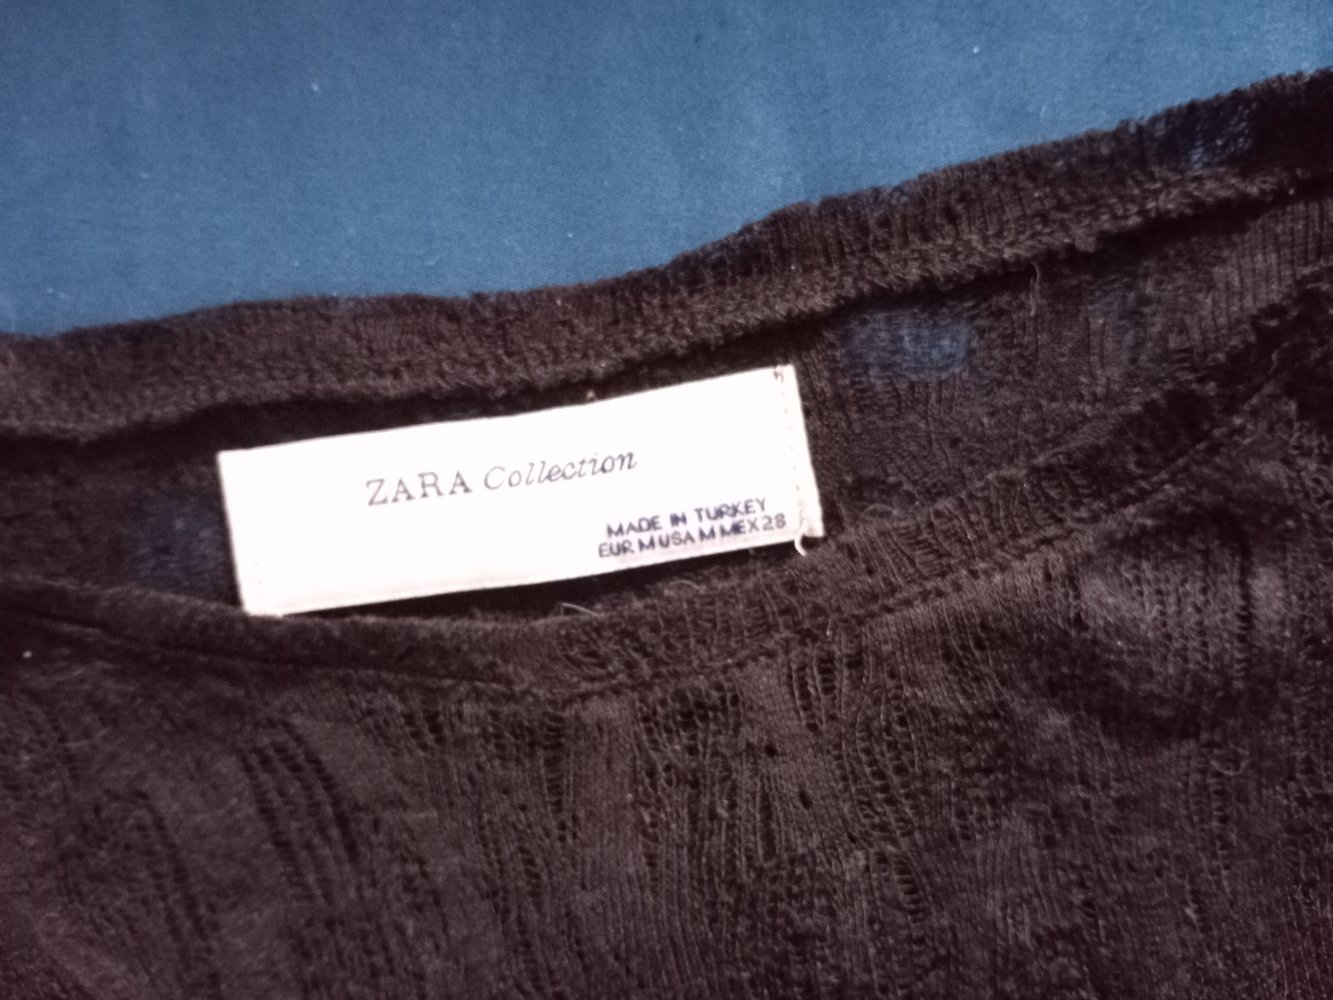 ZARA Collection
MADE IN TURKEY
EUR M USA M MEX 28